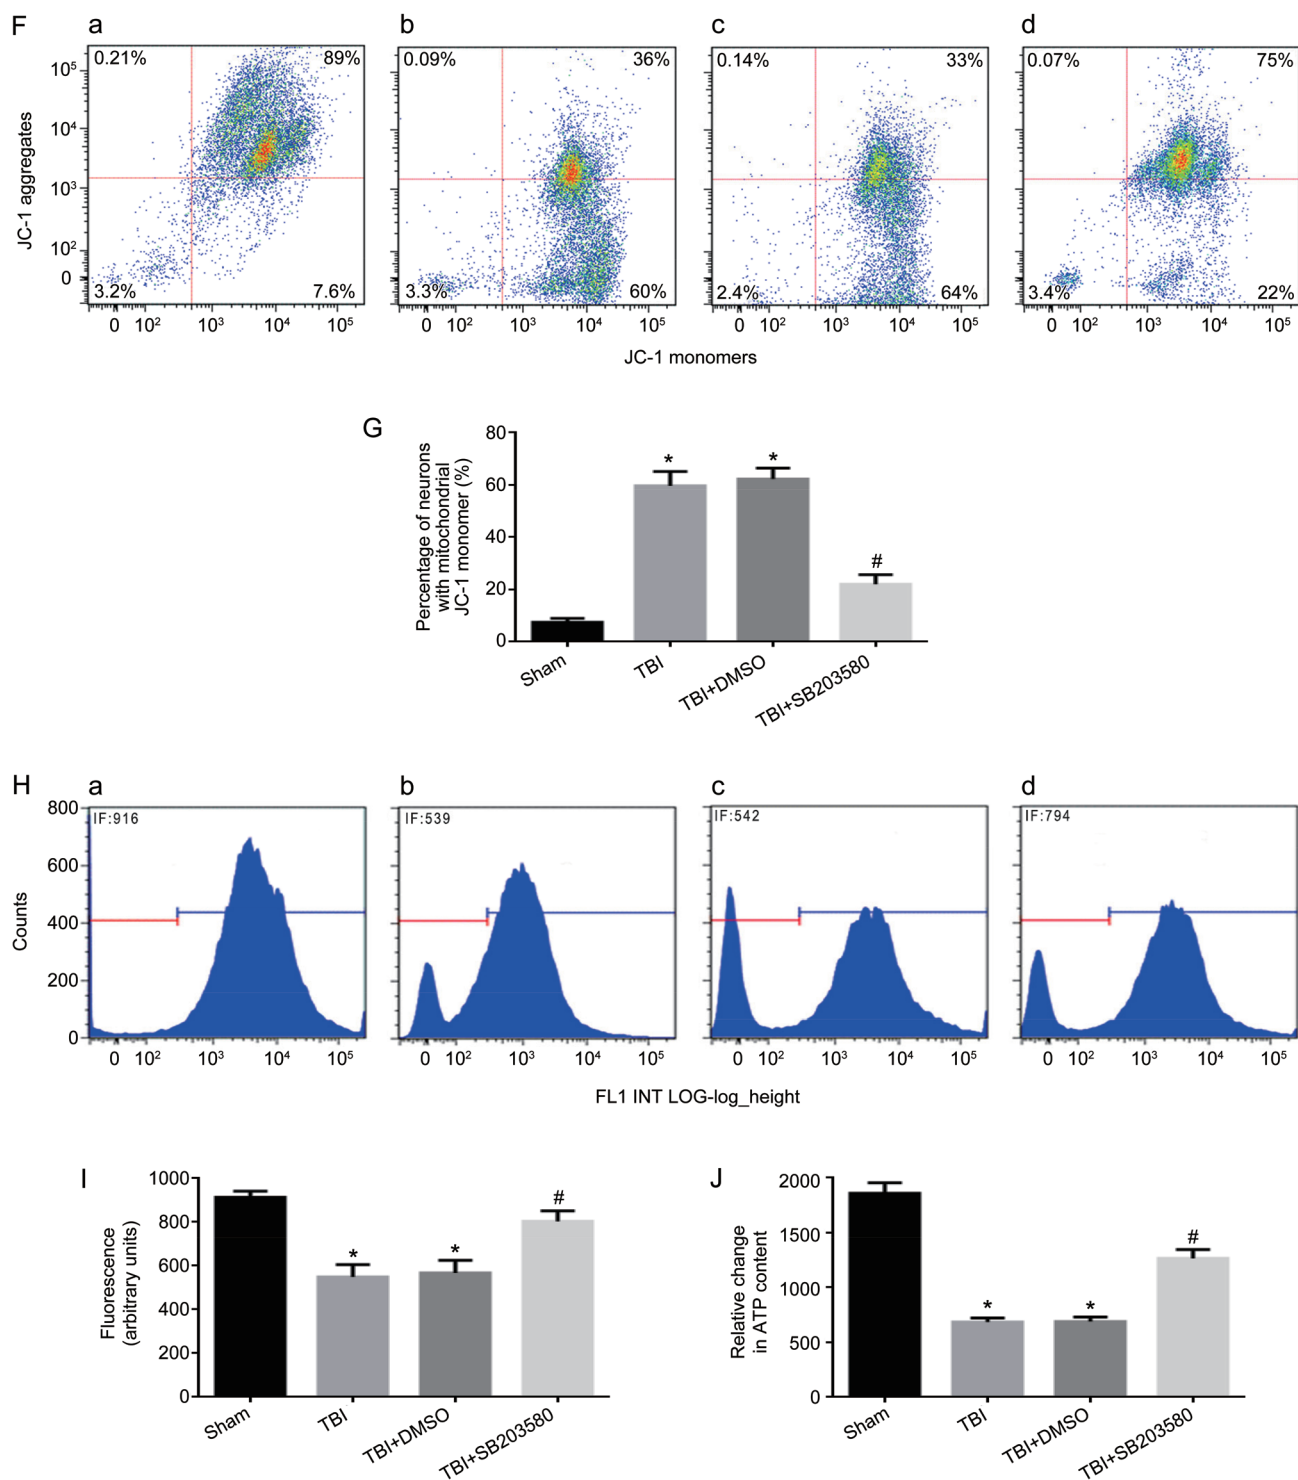 F a b c d
0.21% 89% 0.09% 36% 0.14% 33% 0.07% 75%
10⁵
10⁴
10³
10²
0
JC-1 aggregates
3.2% 7.6% 3.3% 60% 2.4% 64% 3.4% 22%
0 10² 10³ 10⁴ 10⁵ 0 10² 10³ 10⁴ 10⁵ 0 10² 10³ 10⁴ 10⁵ 0 10² 10³ 10⁴ 10⁵
JC-1 monomers
G
Percentage of neurons
with mitochondrial
JC-1 monomer (%)
80
60
40
20
0
* * #
Sham TBI TBI+DMSO TBI+SB203580
H a b c d
IF:916 IF:539 IF:542 IF:794
Counts
800
600
400
200
0
0 10² 10³ 10⁴ 10⁵ 0 10² 10³ 10⁴ 10⁵ 0 10² 10³ 10⁴ 10⁵ 0 10² 10³ 10⁴ 10⁵
FL1 INT LOG-log_height
I
Fluorescence
(arbitrary units)
1000
800
600
400
200
0
* * #
Sham TBI TBI+DMSO TBI+SB203580
J
Relative change
in ATP content
2000
1500
1000
500
0
* * #
Sham TBI TBI+DMSO TBI+SB203580